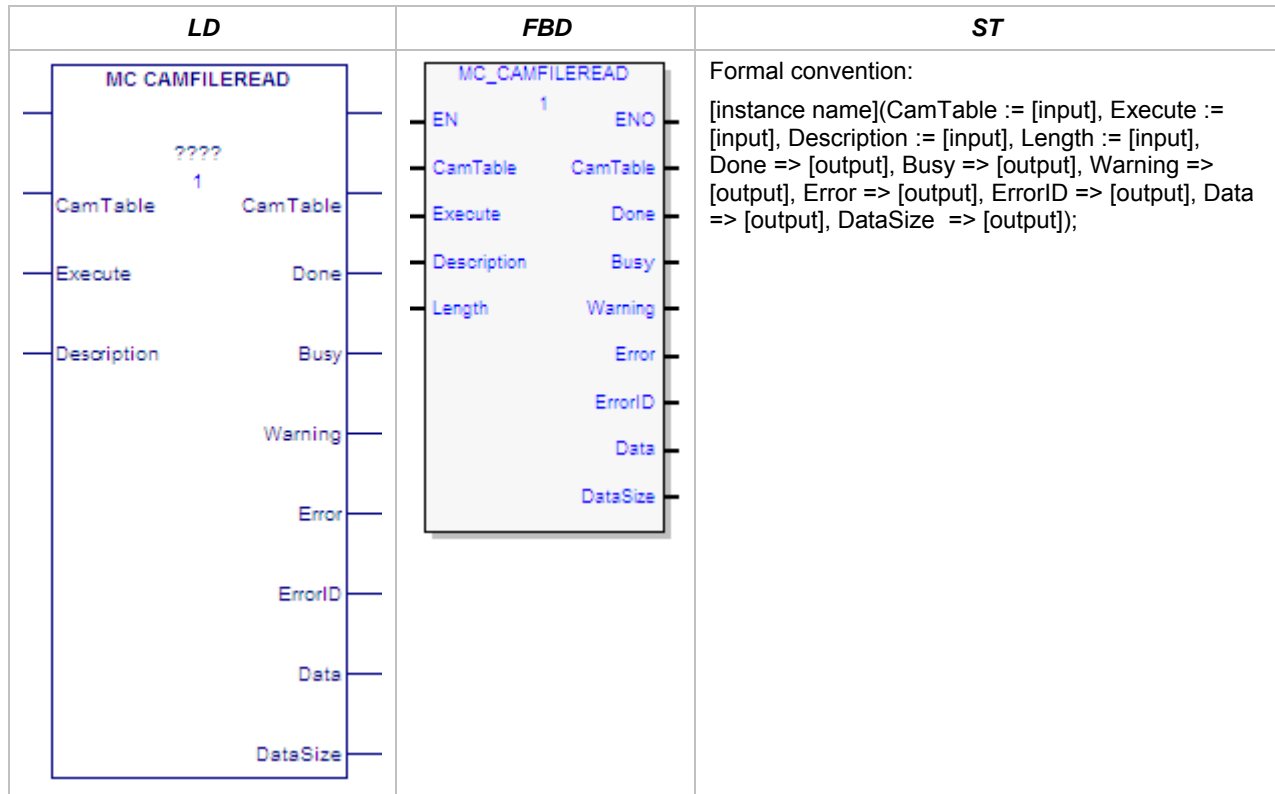 LD
FBD
ST
MC CAMFILEREAD
????
1
CamTable CamTable
Execute Done
Description Busy
Warning
Error
ErrorID
Data
DataSize
MC_CAMFILEREAD
1
EN ENO
CamTable CamTable
Execute Done
Description Busy
Length Warning
Error
ErrorID
Data
DataSize
Formal convention:
[instance name](CamTable := [input], Execute :=
[input], Description := [input], Length := [input],
Done => [output], Busy => [output], Warning =>
[output], Error => [output], ErrorID => [output], Data
=> [output], DataSize => [output]);